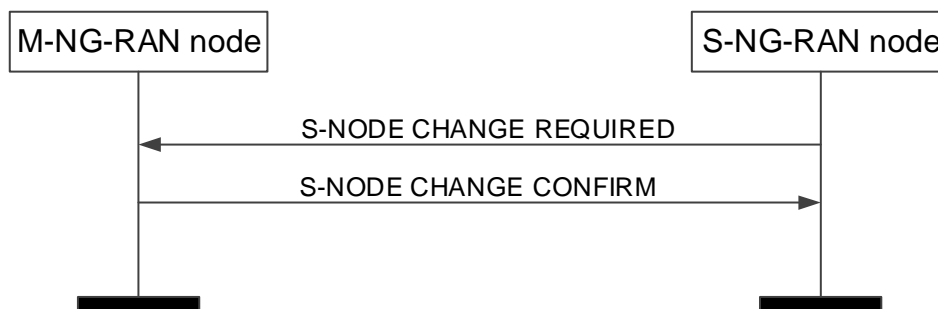 M-NG-RAN node
S-NG-RAN node
S-NODE CHANGE REQUIRED
S-NODE CHANGE CONFIRM